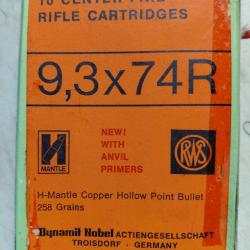 10 CENTER FIRE
RIFLE CARTRIDGES
9,3x74R
H
MANTLE
NEW!
WITH
ANVIL
PRIMERS
RWS
H-Mantle Copper Hollow Point Bullet
258 Grains
Dynamit Nobel AKTIENGESELLSCHAFT
TROISDORF · GERMANY